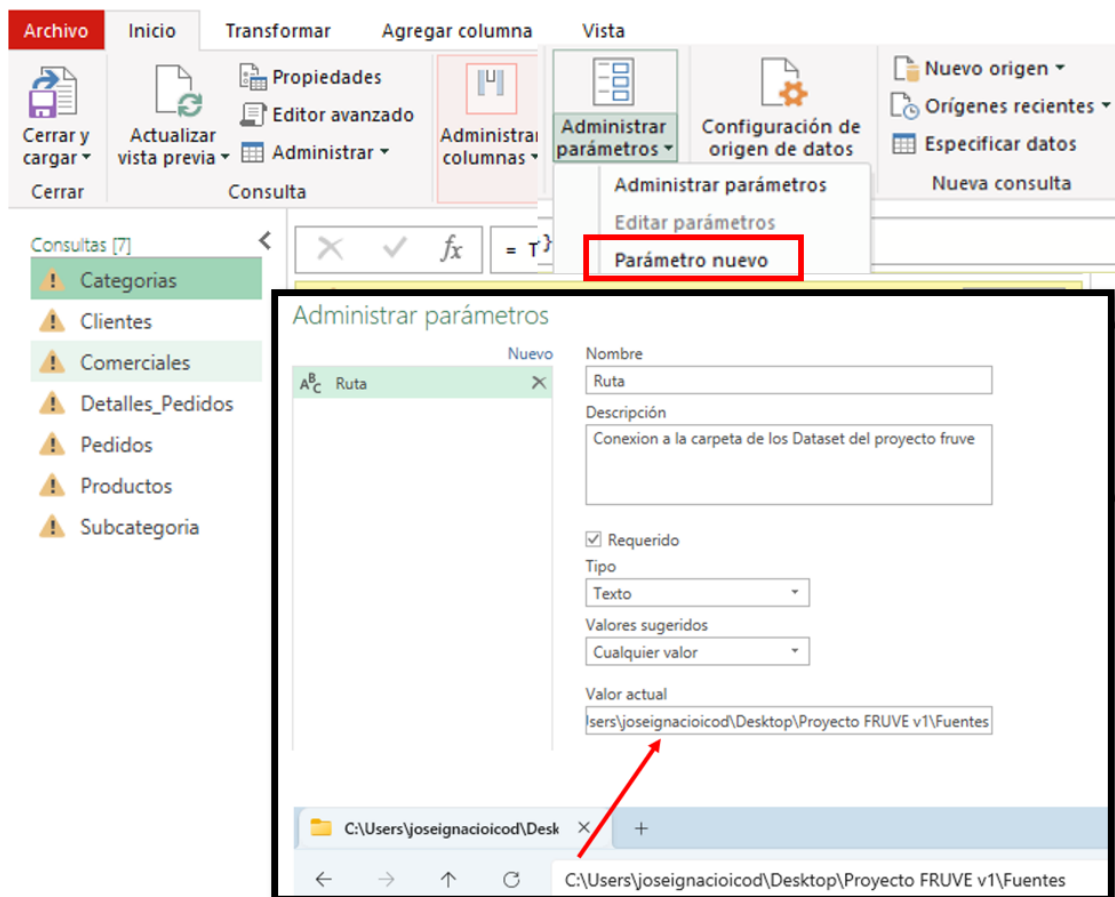 Archivo Inicio Transformar Agregar columna Vista
Cerrar y
cargar
Cerrar
Actualizar
vista previa
Propiedades
Editor avanzado
Administrar
Consulta
Administrar
columnas
Administrar
parámetros
Configuración de
origen de datos
Nuevo origen
Orígenes recientes
Especificar datos
Nueva consulta
Administrar parámetros
Editar parámetros
Parámetro nuevo
Consultas [7]
fx = T}
Categorias
Clientes
Comerciales
Detalles_Pedidos
Pedidos
Productos
Subcategoria
Administrar parámetros
Nuevo
ABC Ruta
Nombre
Ruta
Descripción
Conexion a la carpeta de los Dataset del proyecto fruve
Requerido
Tipo
Texto
Valores sugeridos
Cualquier valor
Valor actual
Jsers\joseignacioicod\Desktop\Proyecto FRUVE v1\Fuentes
C:\Users\joseignacioicod\Desk
C:\Users\joseignacioicod\Desktop\Proyecto FRUVE v1\Fuentes